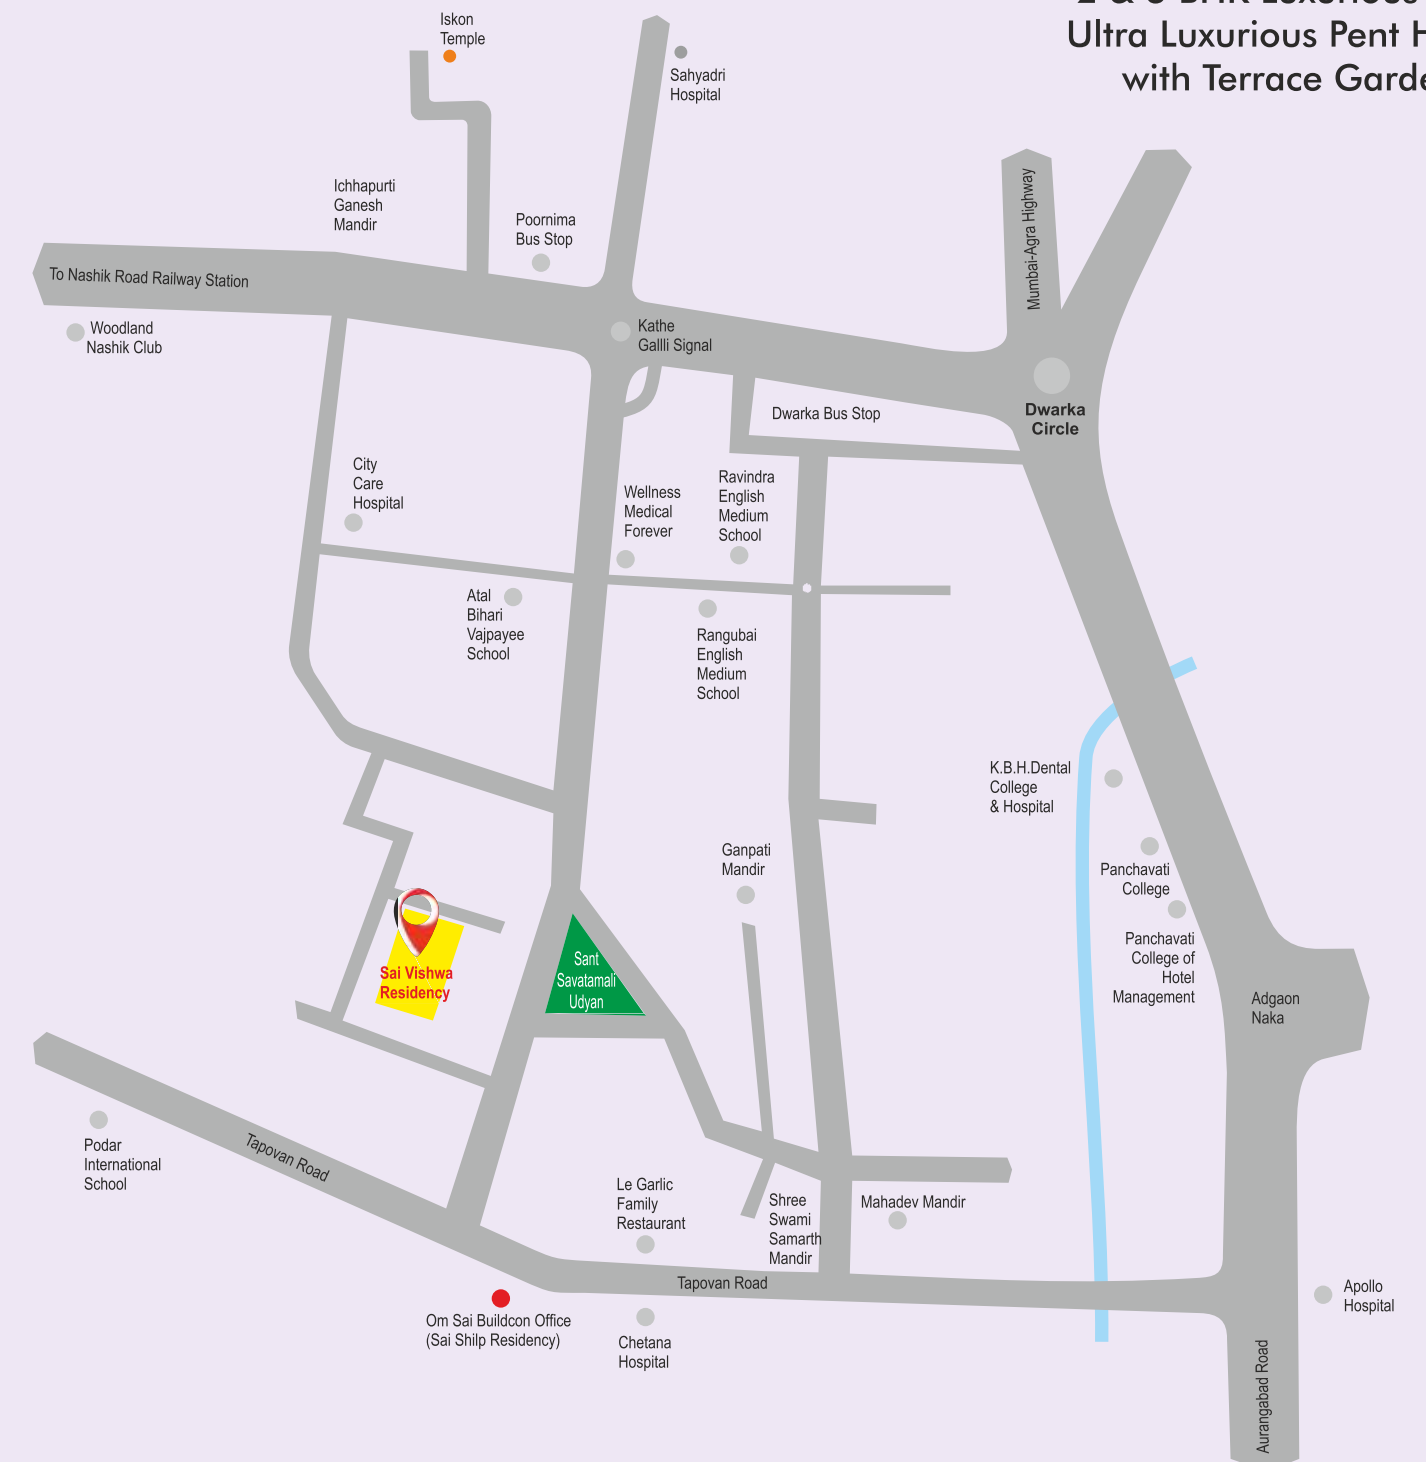 Ultra Luxurious Pent H
with Terrace Garde
Iskon
Temple
Sahyadri
Hospital
Ichhapurti
Ganesh
Mandir
Poornima
Bus Stop
Mumbai-Agra Highway
To Nashik Road Railway Station
Woodland
Nashik Club
Kathe
Gallli Signal
Dwarka Bus Stop
Dwarka
Circle
City
Care
Hospital
Wellness
Medical
Forever
Ravindra
English
Medium
School
Atal
Bihari
Vajpayee
School
Rangubai
English
Medium
School
K.B.H.Dental
College
& Hospital
Ganpati
Mandir
Panchavati
College
Panchavati
College of
Hotel
Management
Sai Vishwa
Residency
Sant
Savatamali
Udyan
Adgaon
Naka
Podar
International
School
Tapovan Road
Le Garlic
Family
Restaurant
Shree
Swami
Samarth
Mandir
Mahadev Mandir
Tapovan Road
Om Sai Buildcon Office
(Sai Shilp Residency)
Chetana
Hospital
Apollo
Hospital
Aurangabad Road